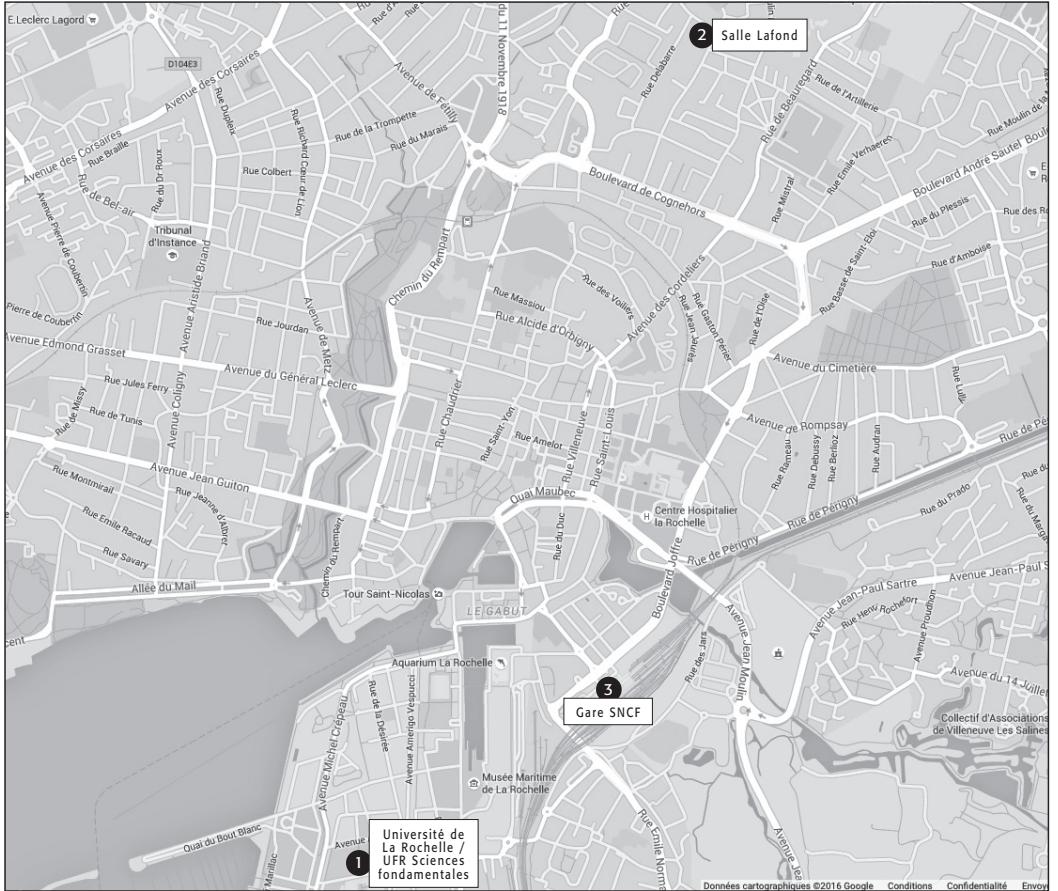 E.Leclerc Lagord
D104E3
Avenue des Corsaires
Avenue des Corsaires
Rue Braille
Rue Dupleix
Rue du Dr Roux
Rue de Bel-air
Avenue Pierre de Coubertin
Pierre de Coubertin
Tribunal
d'Instance
Rue Colbert
Rue Richard Cœur de Lion
Rue de la Trompette
Rue du Marais
Avenue de Fétilly
du 11 Novembre 1918
2
Salle Lafond
Rue Delabarre
Rue de Beauregard
Rue de l'Artillerie
Rue Moulin de la
Rue Emile Verhaeren
Rue Mistral
Boulevard André Sautel
Boulevard de Cognehors
Rue du Plessis
Rue des
Rue d'Amboise
Rue Basse de Saint-Eloi
Avenue Aristide Briand
Rue Jourdan
Avenue de Metz
Chemin du Rempart
Rue Massiou
Rue des Voiliers
Rue Alcide d'Orbigny
Avenue des Cordeliers
Rue Jean Jaurès
Rue Gaston Périer
Rue de l'Oise
Avenue du Cimetière
Rue Lulli
Avenue Edmond Grasset
Avenue du Général Leclerc
Rue Jules Ferry
Rue de Missy
Rue de Tunis
Avenue Coligny
Rue Chaudrier
Rue Saint-Yon
Rue Amelot
Rue Villeneuve
Rue Saint-Louis
Avenue de Rompsay
Rue Rameau
Rue Debussy
Rue Berlioz
Rue Audran
Rue de Pé
Avenue Jean Guiton
Rue Montmirail
Rue Jeanne d'Albret
Rue Emile Racaud
Rue Savary
Quai Maubec
Rue du Duc
H
Centre Hospitalier
la Rochelle
Rue de Périgny
Rue de Périgny
Rue du Prado
Rue du Marga
Chemin du Rempart
Allée du Mail
cent
Tour Saint-Nicolas
LE GABUT
Boulevard Joffre
Avenue Jean Moulin
Rue des Jars
Avenue Jean-Paul Sartre
Avenue Jean-Paul S
Rue Henri Rochefort
Avenue Proudhon
Avenue du 14 Juillet
Collectif d'Associations
de Villeneuve Les Salines
Aquarium La Rochelle
3
Gare SNCF
Avenue Michel Crépeau
Rue de la Désirée
Avenue Amerigo Vespucci
Musée Maritime
de La Rochelle
Quai du Bout Blanc
Marillac
Avenue
1
Université de
La Rochelle /
UFR Sciences
fondamentales
Rue Emile Norma
Avenue Jea
Données cartographiques ©2016 Google Conditions Confidentialité Envoy